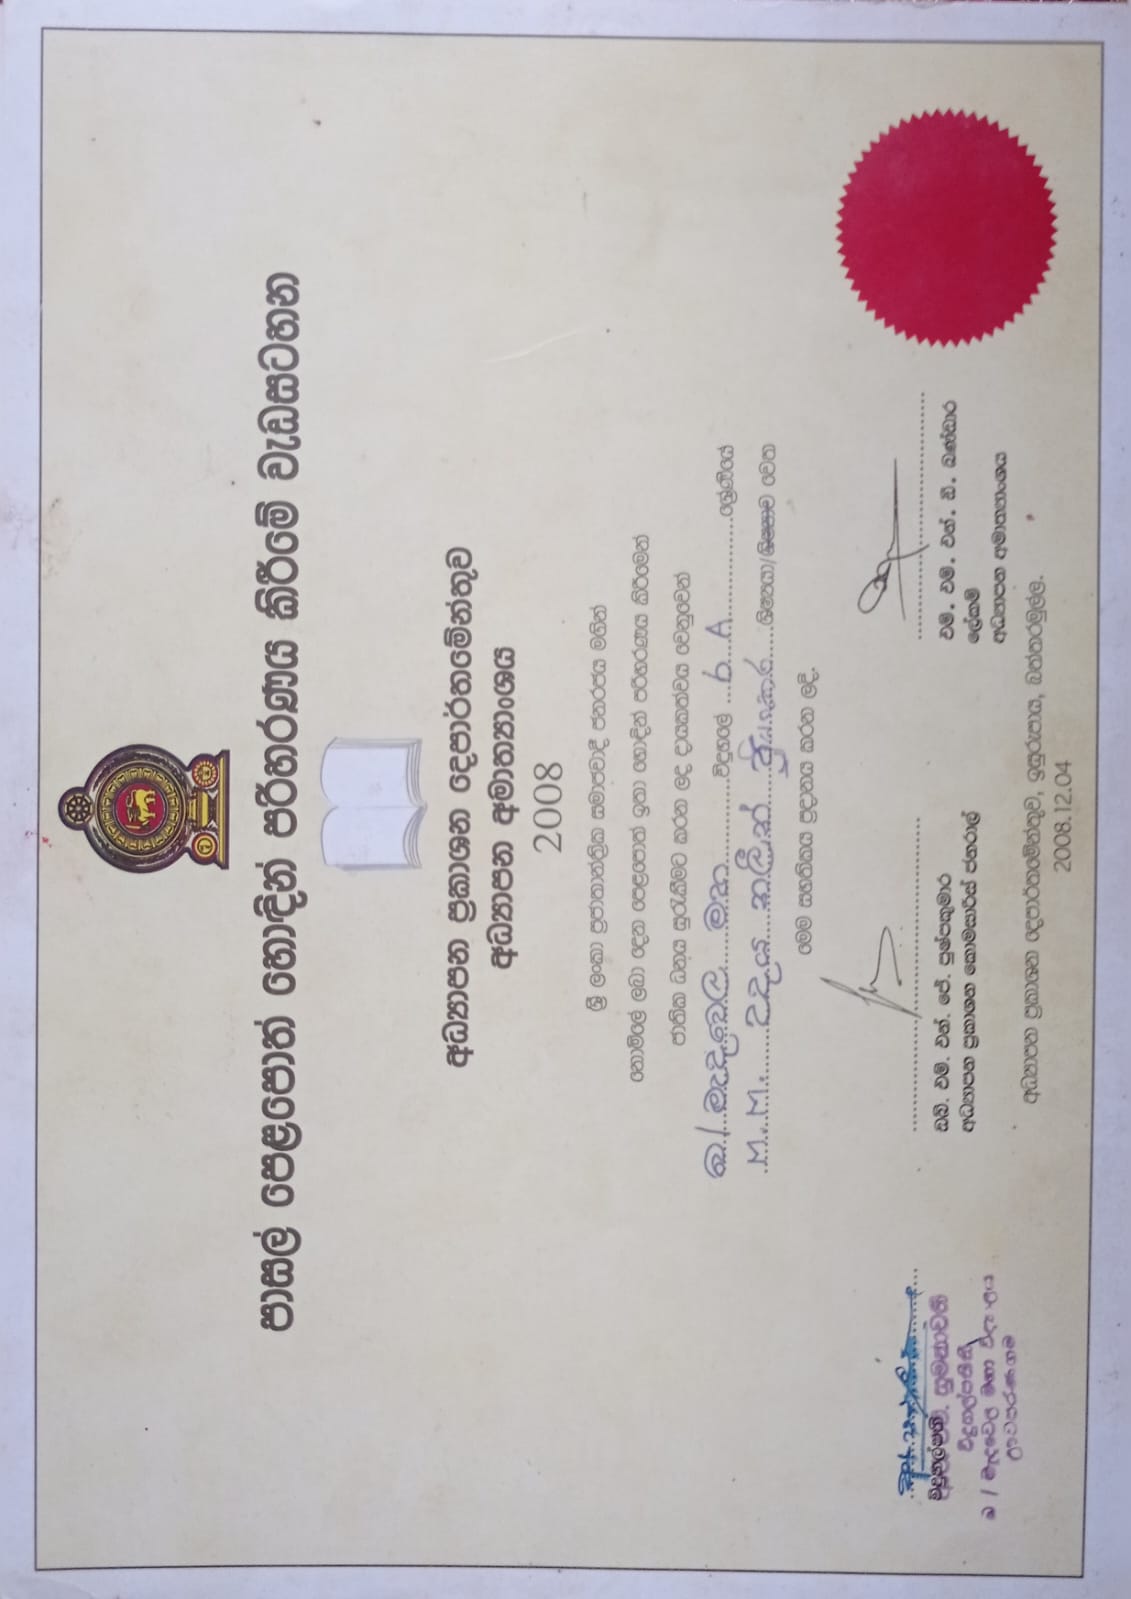 පාසල් පෙළපොත් හොඳින් පරිහරණය කිරීමේ වැඩසටහන
අධ්‍යාපන ප්‍රකාශන දෙපාර්තමේන්තුව
අධ්‍යාපන අමාත්‍යාංශය
2008
ශ්‍රී ලංකා ප්‍රජාතාන්ත්‍රික සමාජවාදී ජනරජය මගින්
නොමිලේ ලබා දෙන පෙළපොත් ඉතා හොඳින් පරිහරණය කිරීමෙන්
ජාතික ධනය සුරැකීමට කරන ලද දායකත්වය වෙනුවෙන්
බ/ මැදවෙල මහා විදුහලේ 6 A ශ්‍රේණියේ
M.M. උදය නලීන් ප්‍රියංකර ශිෂ්‍යයා/ශිෂ්‍යාව වෙත
මෙම සහතිකය ප්‍රදානය කරන ලදි.
විදුහල්පති
සුමනාවතී
විදුහල්පතිනී
බ / මැදවෙල මහා විද්‍යාලය
ඌවපරණගම
ඩබ්. එම්. එන්. ජේ. පුෂ්පකුමාර
අධ්‍යාපන ප්‍රකාශන කොමසාරිස් ජනරාල්
එම්. එම්. එන්. ඩී. බණ්ඩාර
ලේකම්
අධ්‍යාපන අමාත්‍යාංශය
අධ්‍යාපන ප්‍රකාශන දෙපාර්තමේන්තුව, ඉසුරුපාය, බත්තරමුල්ල.
2008.12.04